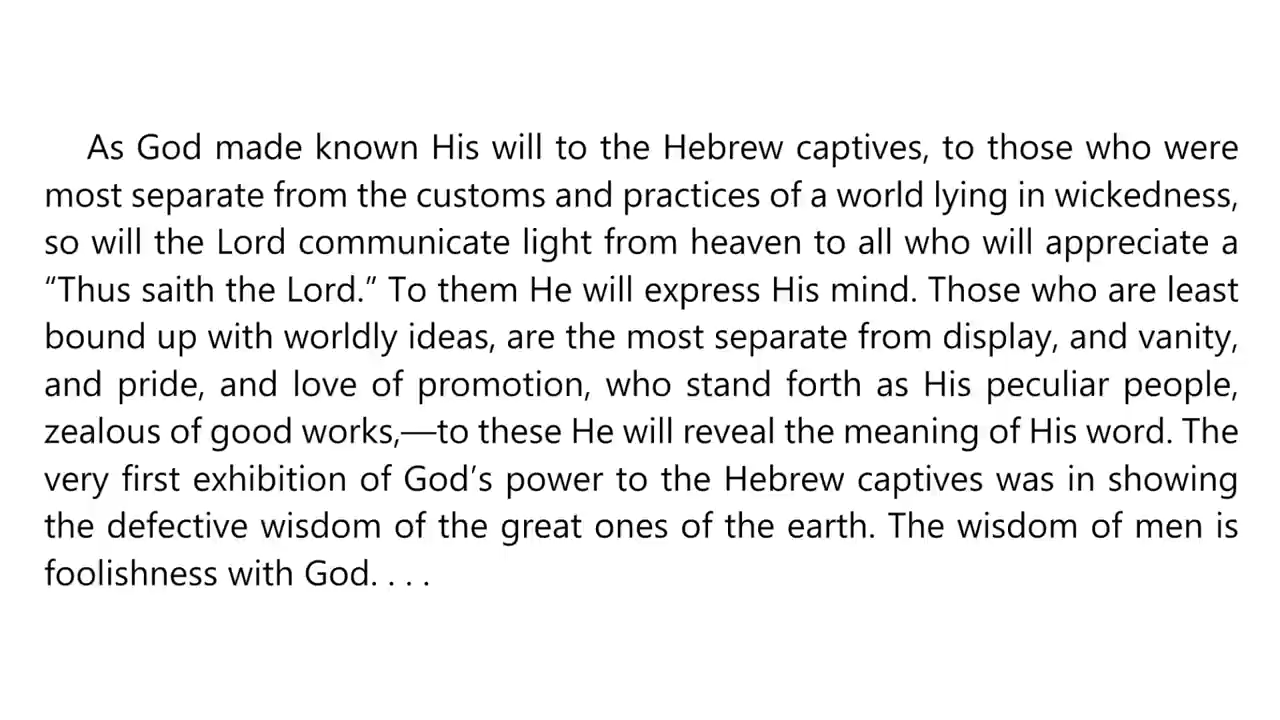 As God made known His will to the Hebrew captives, to those who were
most separate from the customs and practices of a world lying in wickedness,
so will the Lord communicate light from heaven to all who will appreciate a
“Thus saith the Lord.” To them He will express His mind. Those who are least
bound up with worldly ideas, are the most separate from display, and vanity,
and pride, and love of promotion, who stand forth as His peculiar people,
zealous of good works,—to these He will reveal the meaning of His word. The
very first exhibition of God’s power to the Hebrew captives was in showing
the defective wisdom of the great ones of the earth. The wisdom of men is
foolishness with God. . . .